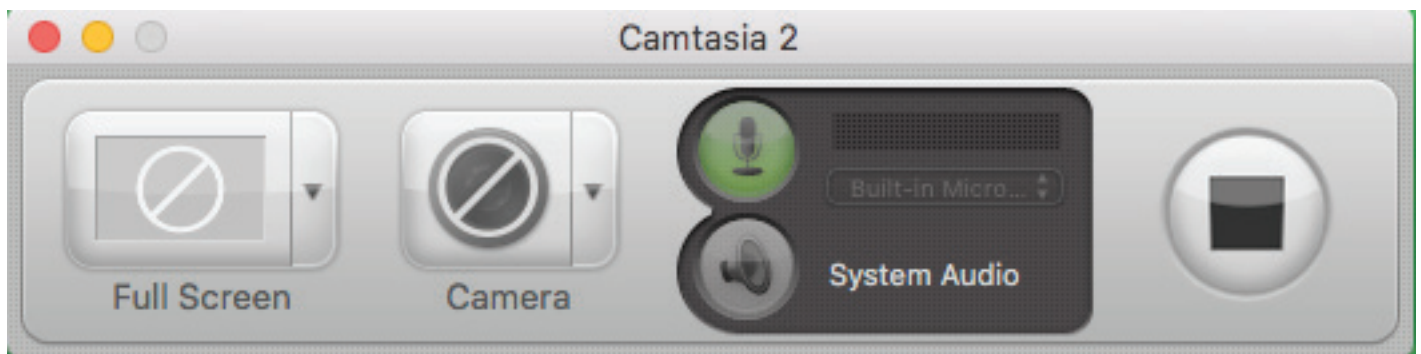 Camtasia 2
Built-in Micro...
System Audio
Full Screen
Camera